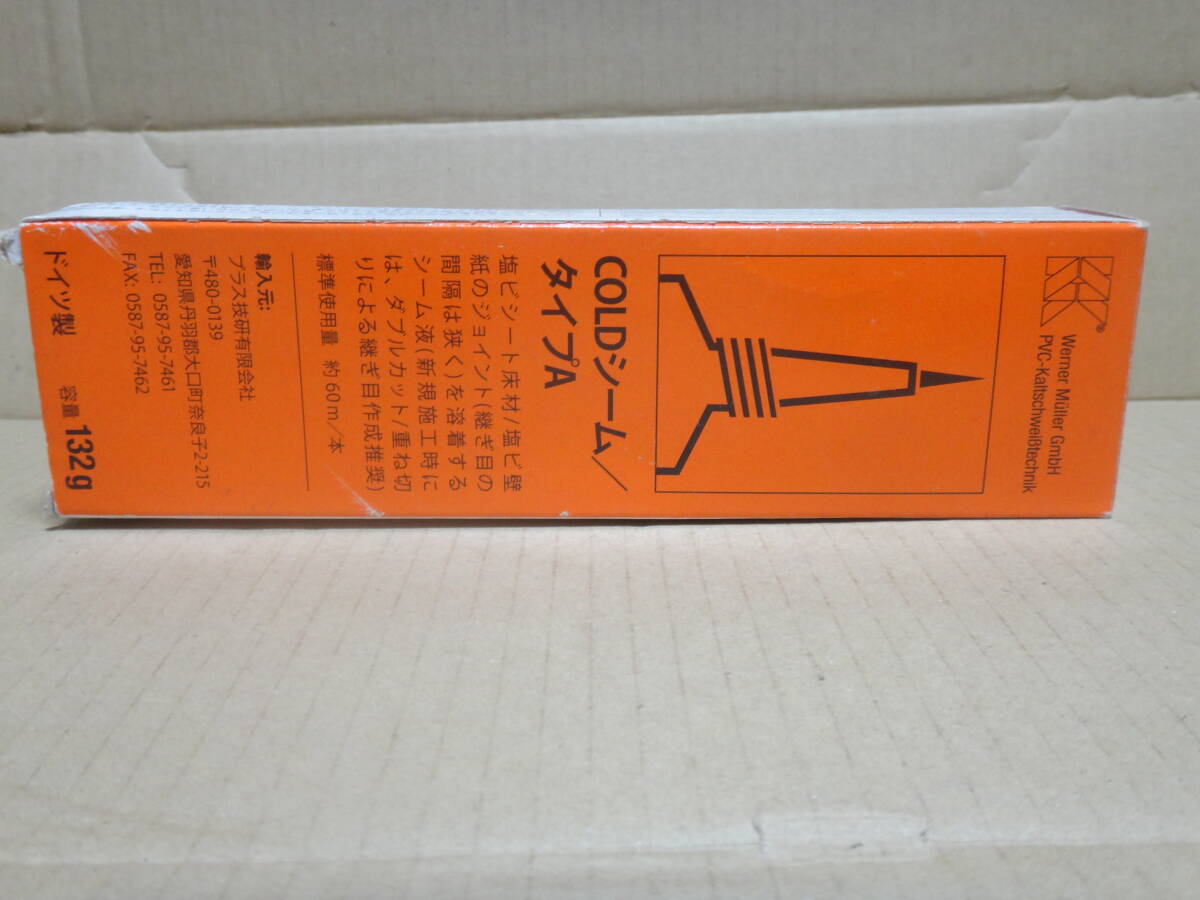 Werner Müller GmbH
PVC-Kaltschweißtechnik
COLDシーム/
タイプA
塩ビシート床材/塩ビ壁
紙のジョイント(継ぎ目の
間隔は狭く)を溶着する
シーム液(新規施工時に
は、ダブルカット/重ね切
りによる継ぎ目作成推奨)
標準使用量 約60m/本
輸入元:
プラス技研有限会社
〒480-0139
愛知県丹羽郡大口町奈良子2-215
TEL: 0587-95-7461
FAX: 0587-95-7462
ドイツ製 容量 132g